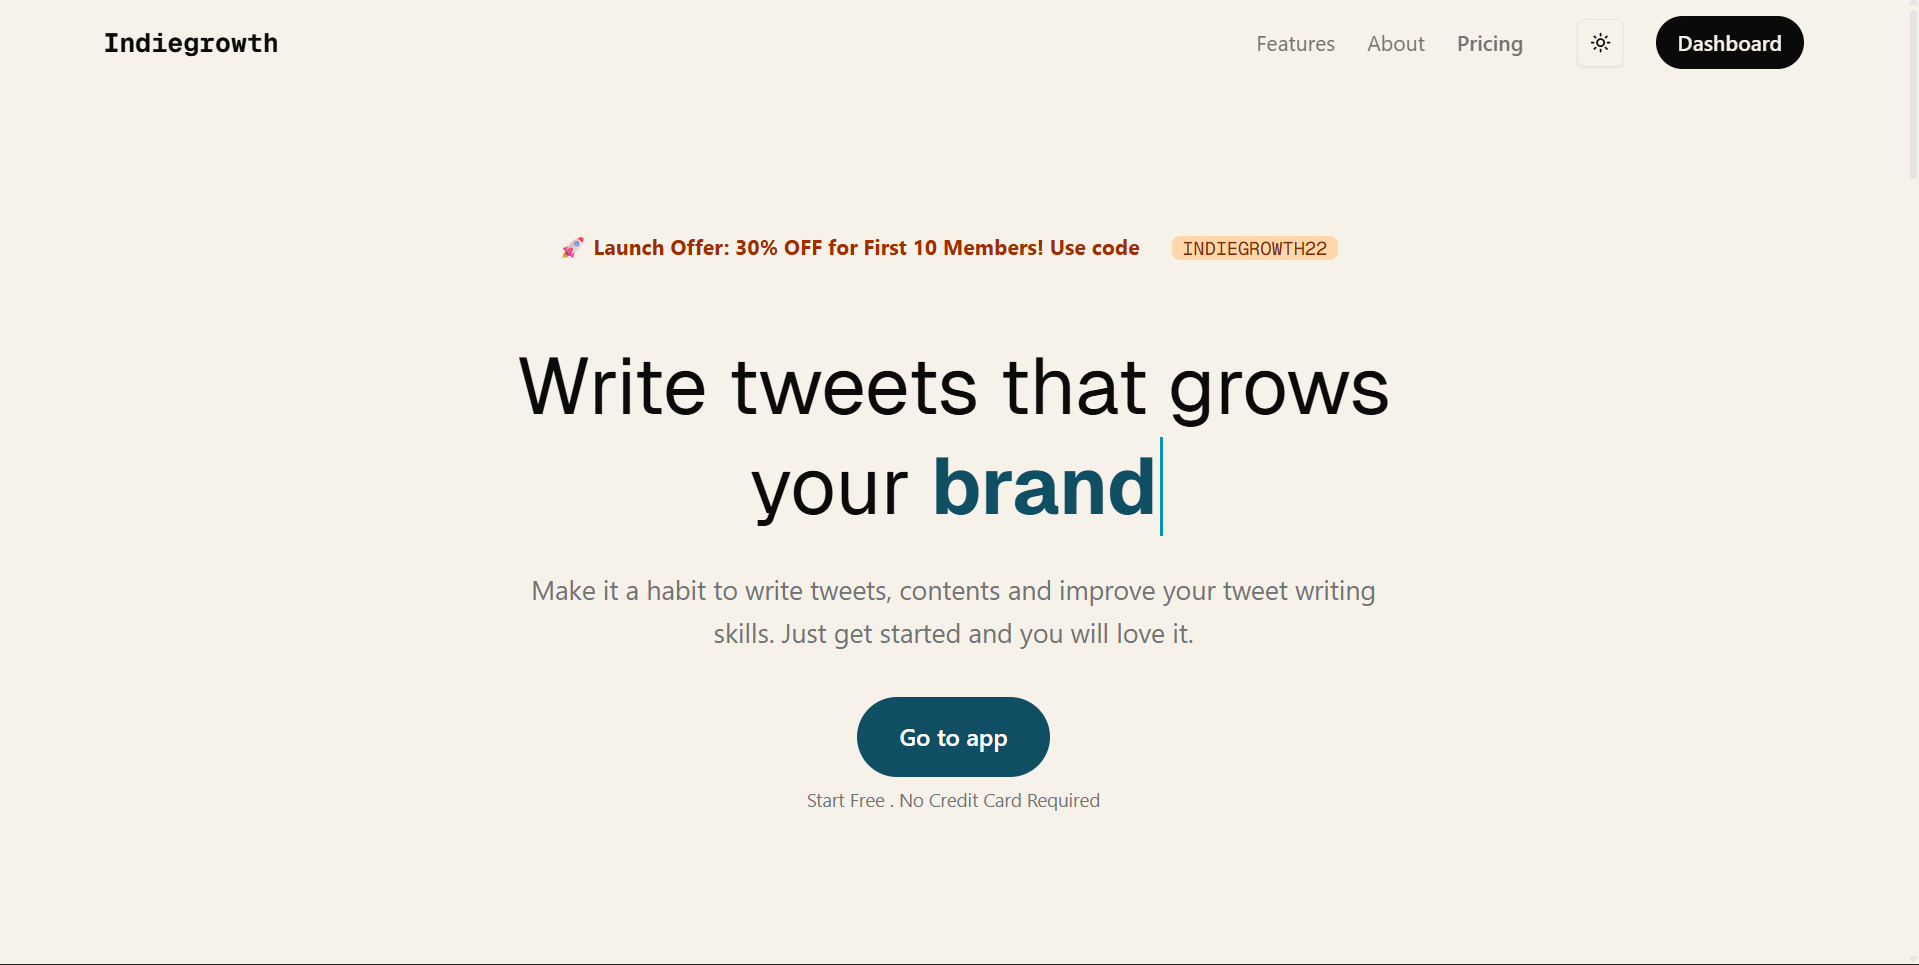 Indiegrowth
Features About Pricing Dashboard
🚀 Launch Offer: 30% OFF for First 10 Members! Use code INDIEGROWTH22
Write tweets that grows
your brand
Make it a habit to write tweets, contents and improve your tweet writing
skills. Just get started and you will love it.
Go to app
Start Free . No Credit Card Required